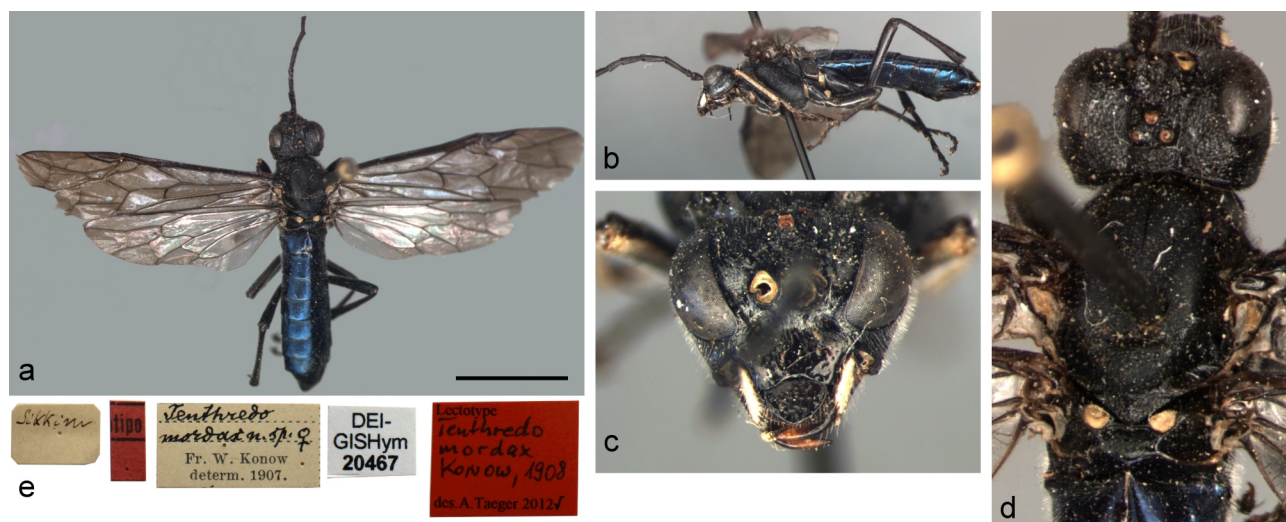 a
b
c
d
e
Sikkim
tipo
Tenthredo
mordax n. sp. ♀
Fr. W. Konow
determ. 1907.
DEI-
GISHym
20467
Lectotype
Tenthredo
mordax
KONOW, 1908
des. A. Taeger 2012